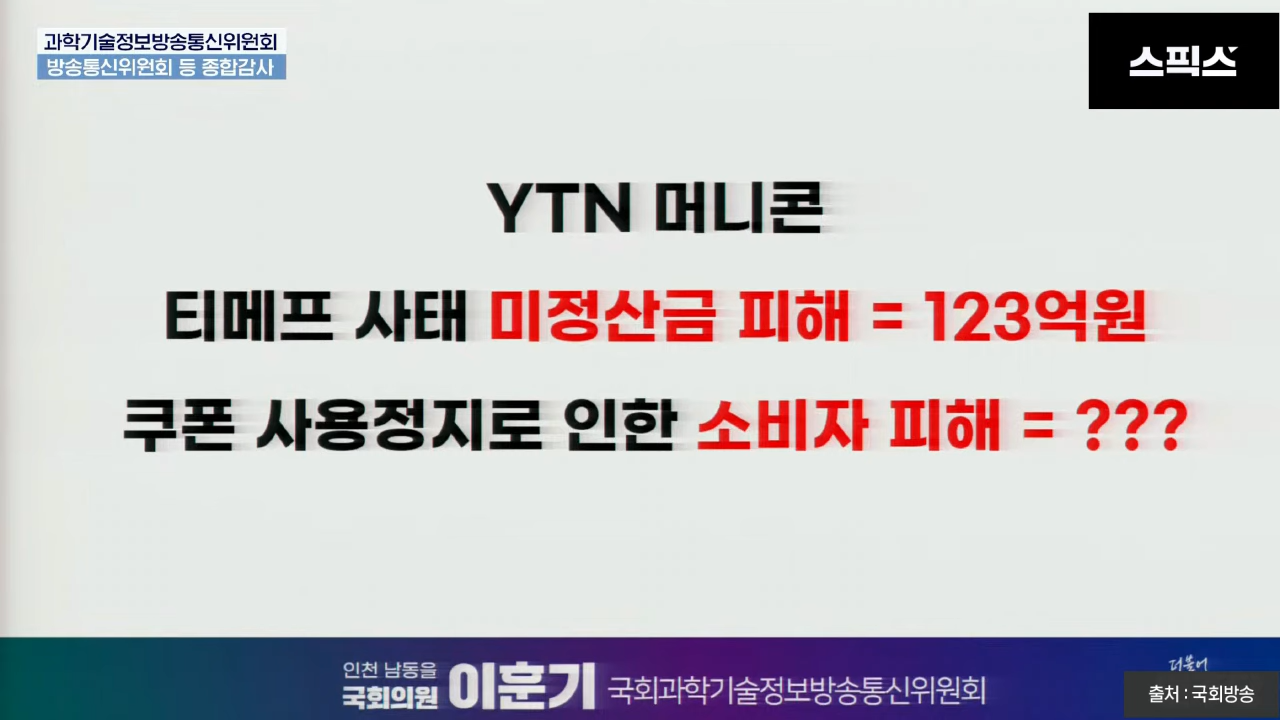 과학기술정보방송통신위원회
방송통신위원회 등 종합감사
스픽스
YTN 머니콘
티메프 사태 미정산금 피해 = 123억원
쿠폰 사용정지로 인한 소비자 피해 = ???
인천 남동을
국회의원 이훈기 국회과학기술정보방송통신위원회
더불어
출처 : 국회방송